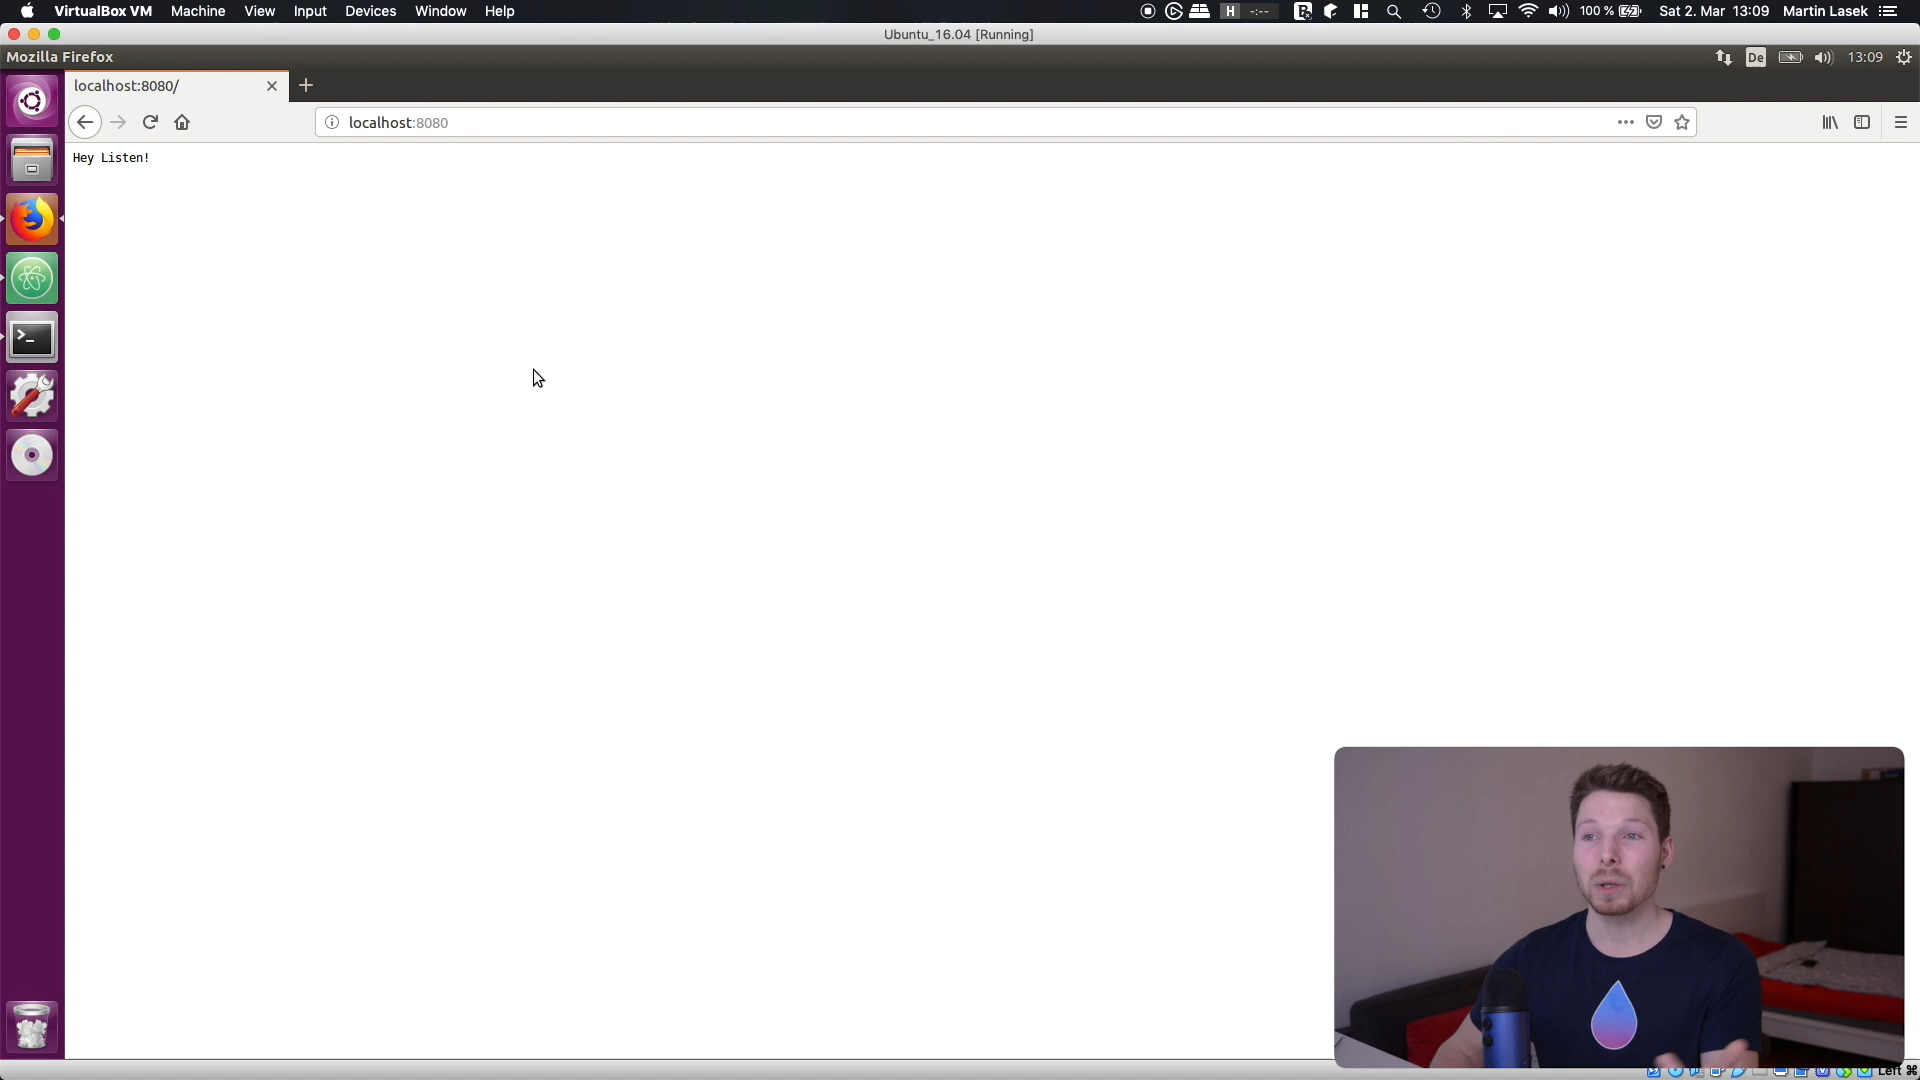 VirtualBox VM Machine View Input Devices Window Help H -:-- 100 % Sat 2. Mar 13:09 Martin Lasek
Ubuntu_16.04 [Running]
Mozilla Firefox De 13:09
localhost:8080/
localhost:8080
Hey Listen!
Left ⌘